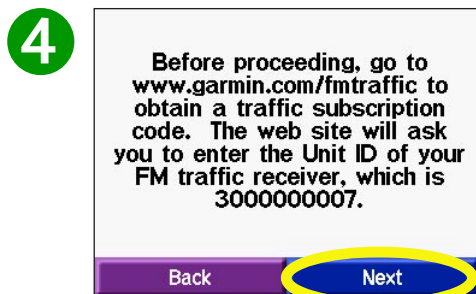 4
Before proceeding, go to
www.garmin.com/fmtraffic to
obtain a traffic subscription
code. The web site will ask
you to enter the Unit ID of your
FM traffic receiver, which is
3000000007.
Back Next